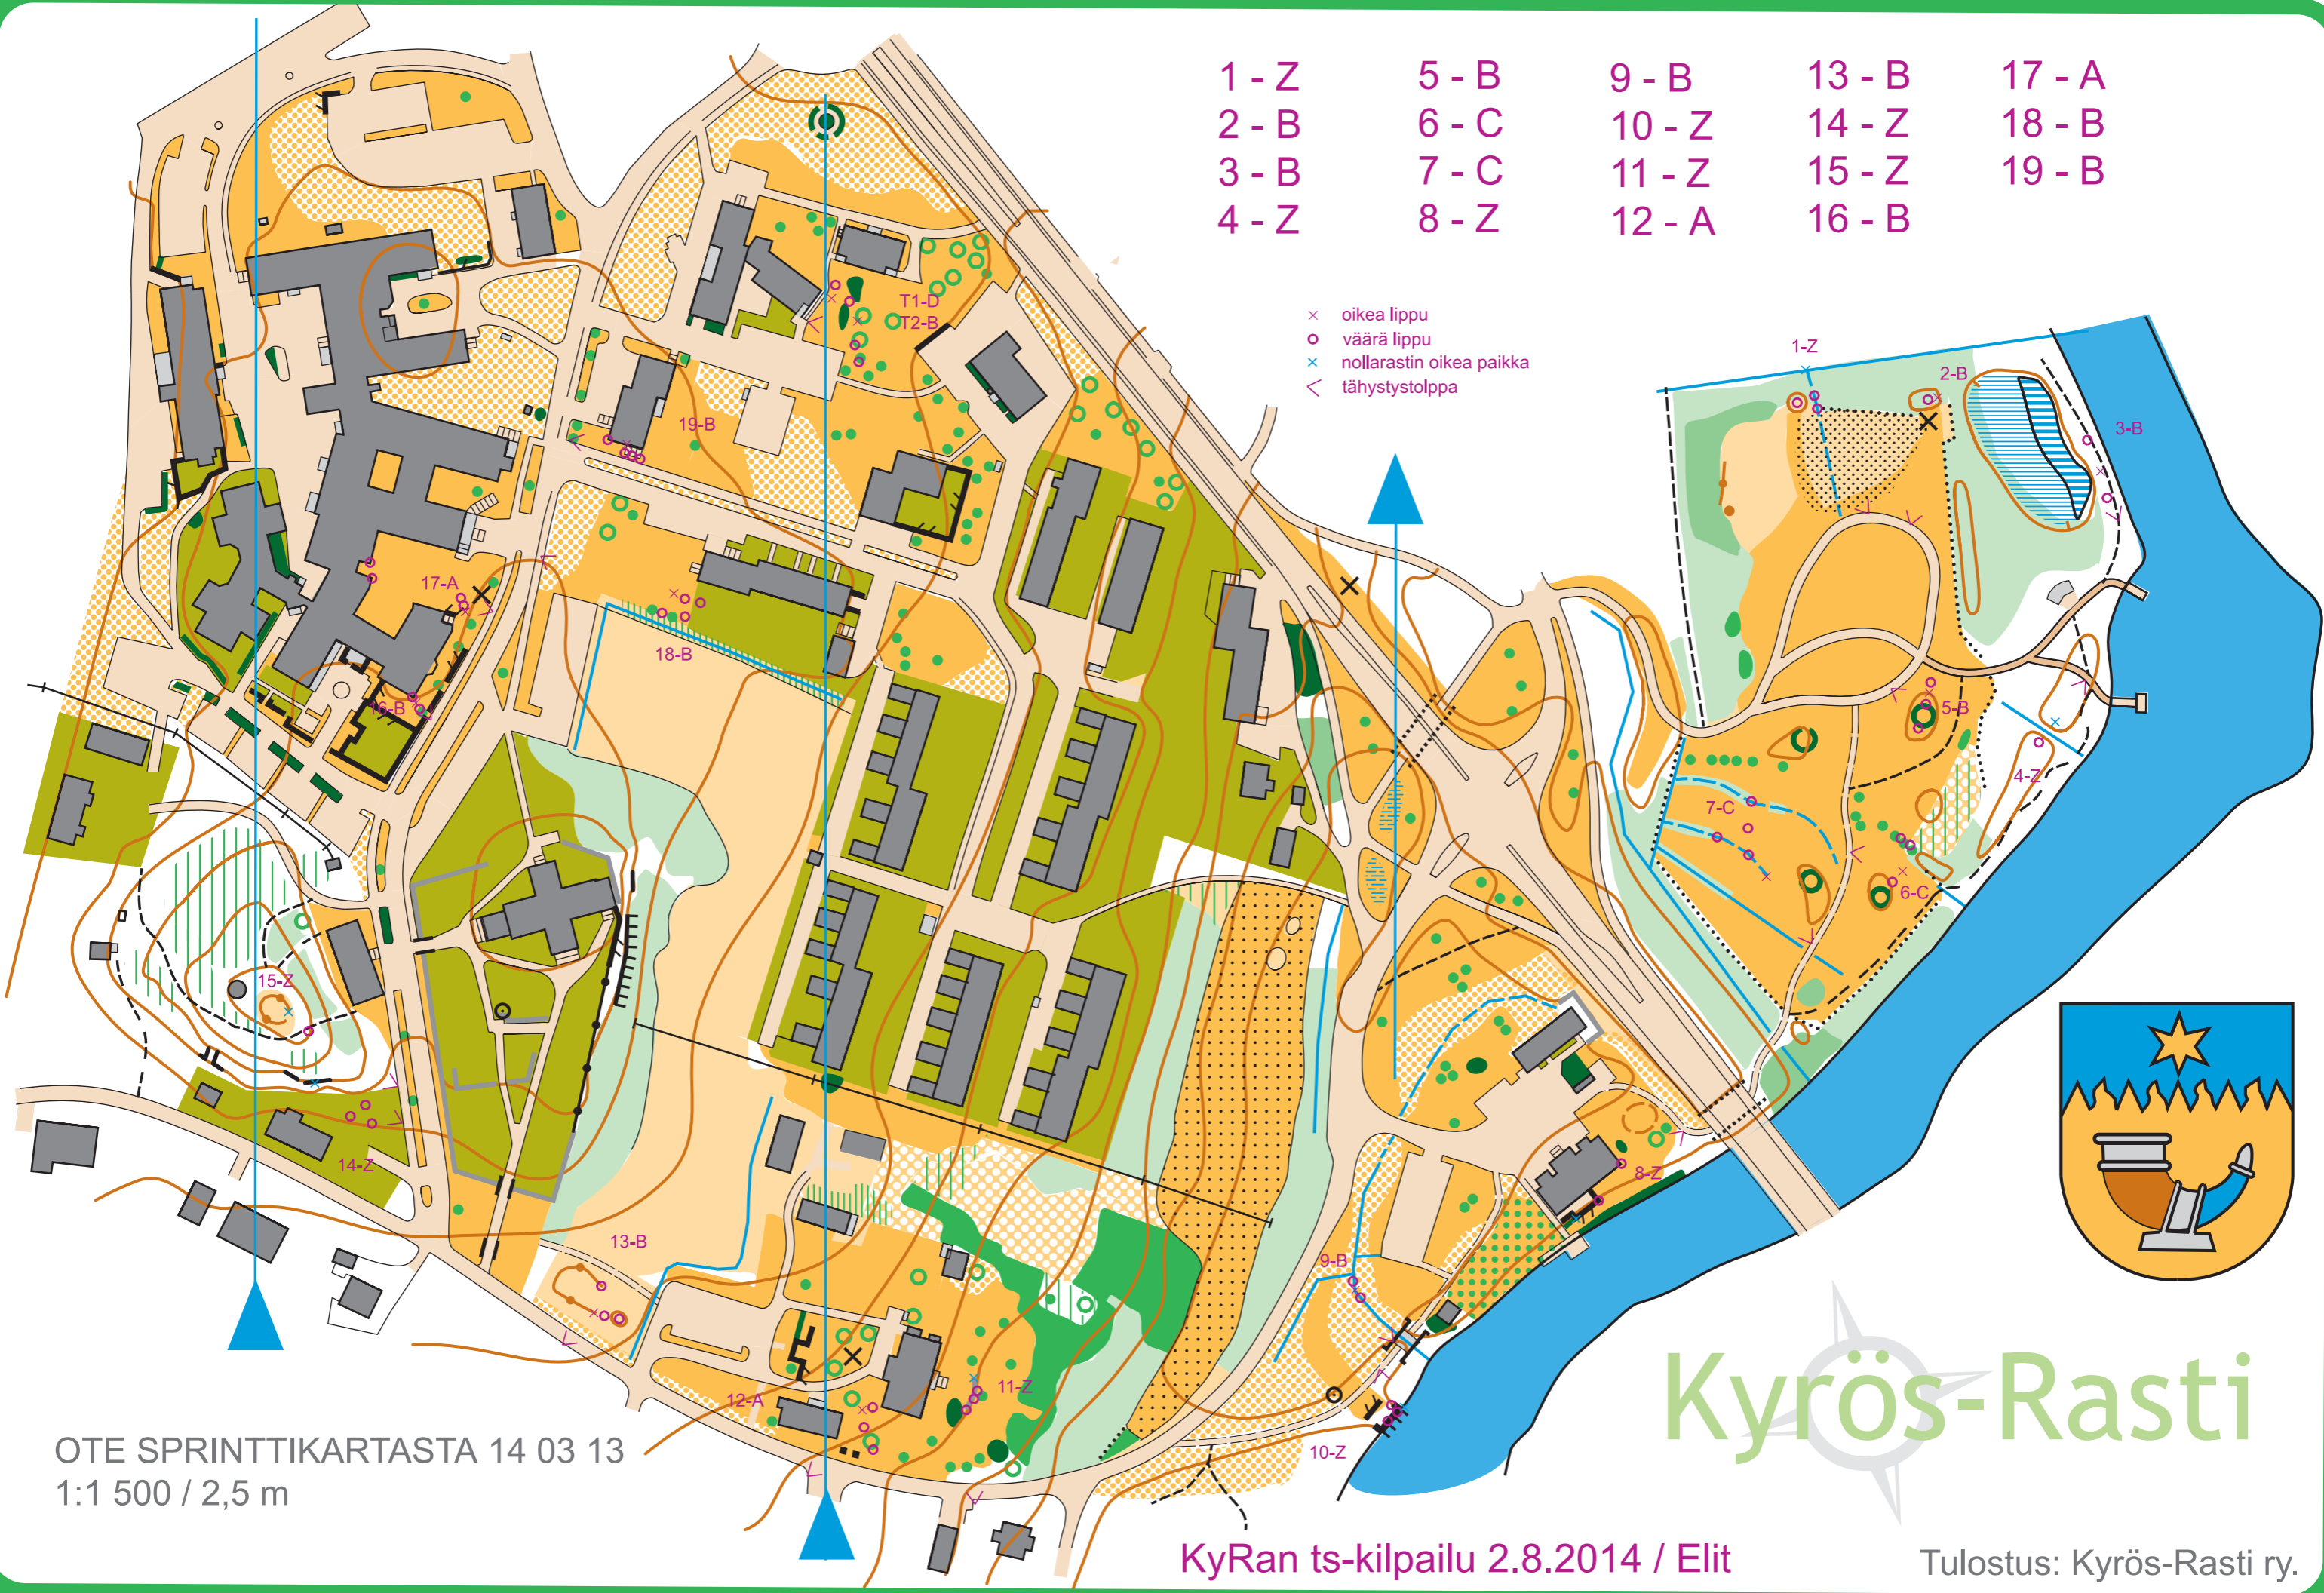 1 - Z
2 - B
3 - B
4 - Z
5 - B
6 - C
7 - C
8 - Z
9 - B
10 - Z
11 - Z
12 - A
13 - B
14 - Z
15 - Z
16 - B
17 - A
18 - B
19 - B
oikea lippu
väärä lippu
nollarastin oikea paikka
tähystystolppa
T1-D
T2-B
1-Z
2-B
3-B
19-B
17-A
18-B
16-B
5-B
4-Z
7-C
6-C
15-Z
14-Z
8-Z
13-B
9-B
12-A
11-Z
10-Z
Kyrös-Rasti
OTE SPRINTTIKARTASTA 14 03 13
1:1 500 / 2,5 m
KyRan ts-kilpailu 2.8.2014 / Elit
Tulostus: Kyrös-Rasti ry.